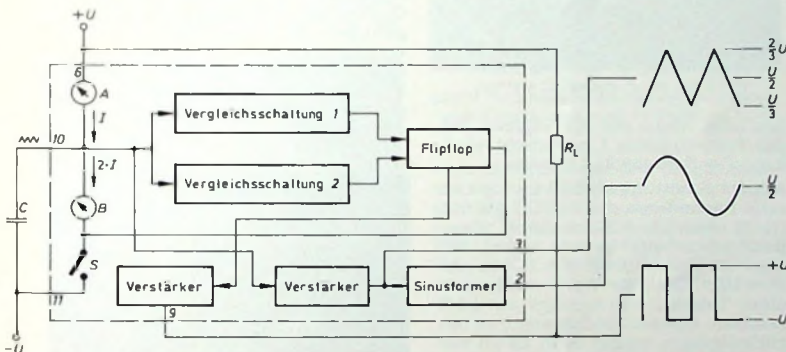 +U
6
A
I
10
2·I
C
B
S
11
-U
Vergleichsschaltung 1
Vergleichsschaltung 2
Flipflop
Verstärker
9
Verstärker
Sinusformer
3
2
R_L
2/3 U
U/2
U/3
U/2
+U
-U